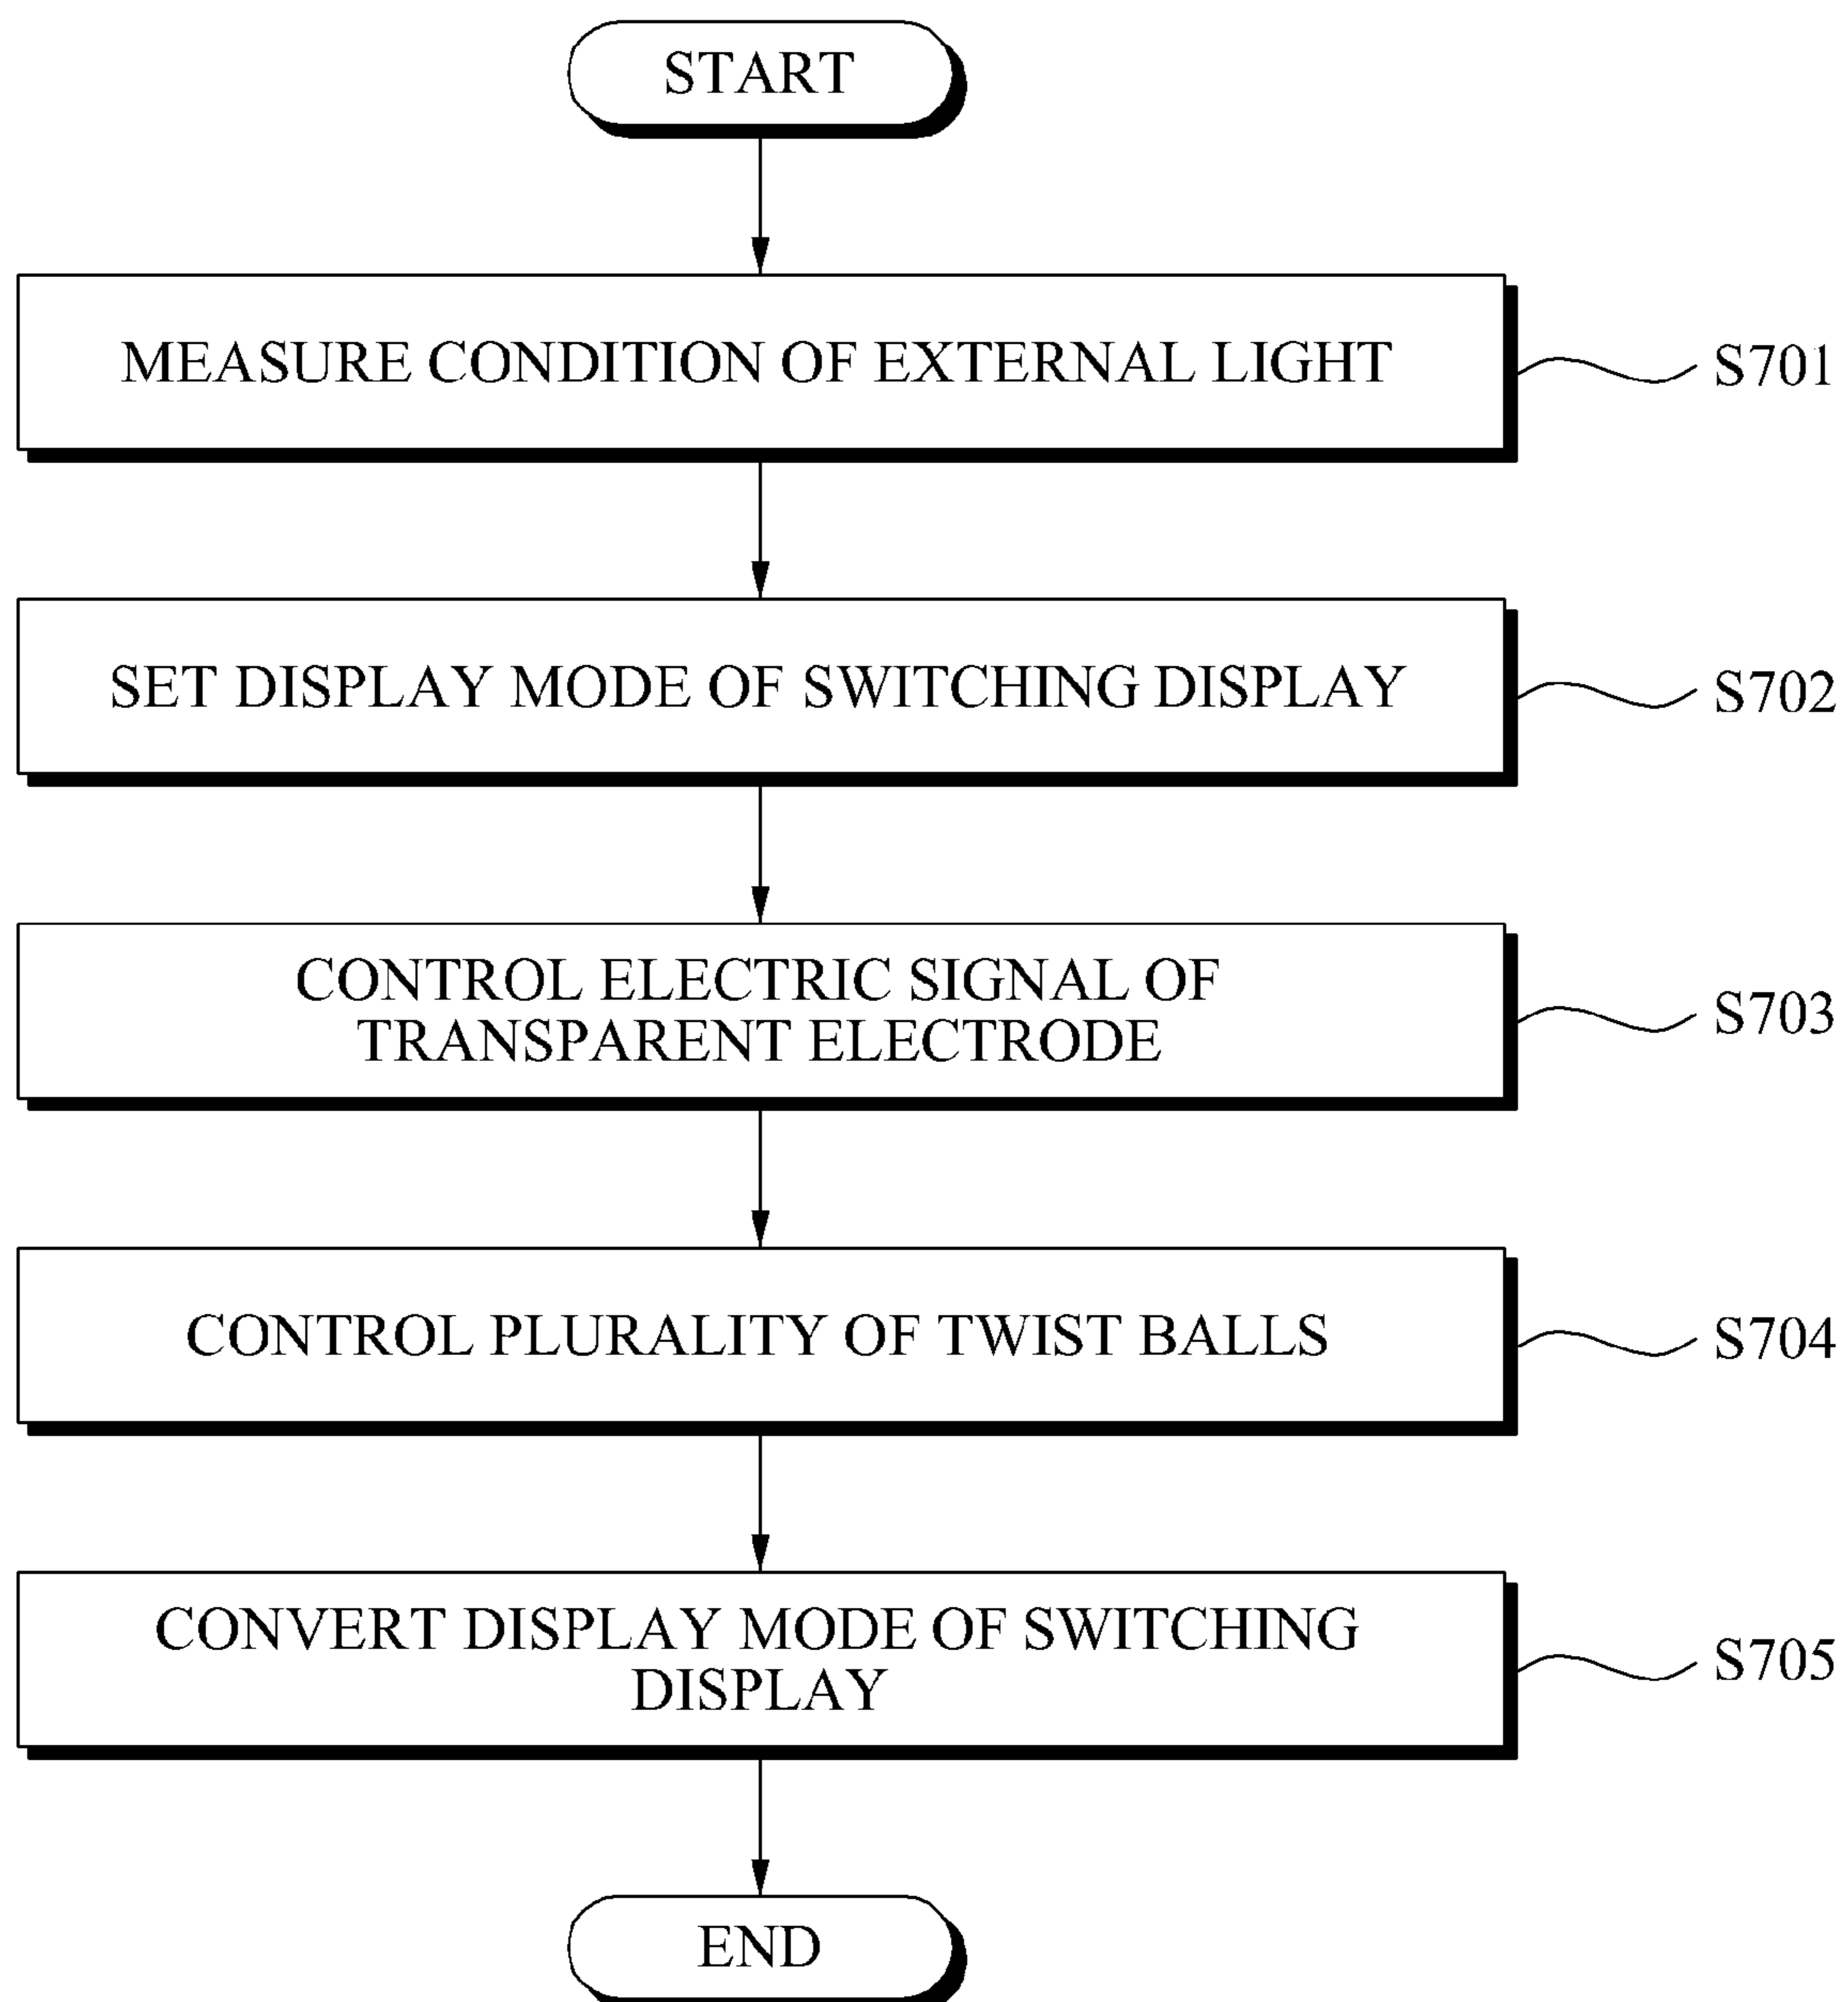 START
MEASURE CONDITION OF EXTERNAL LIGHT
S701
SET DISPLAY MODE OF SWITCHING DISPLAY
S702
CONTROL ELECTRIC SIGNAL OF
TRANSPARENT ELECTRODE
S703
CONTROL PLURALITY OF TWIST BALLS
S704
CONVERT DISPLAY MODE OF SWITCHING
DISPLAY
S705
END